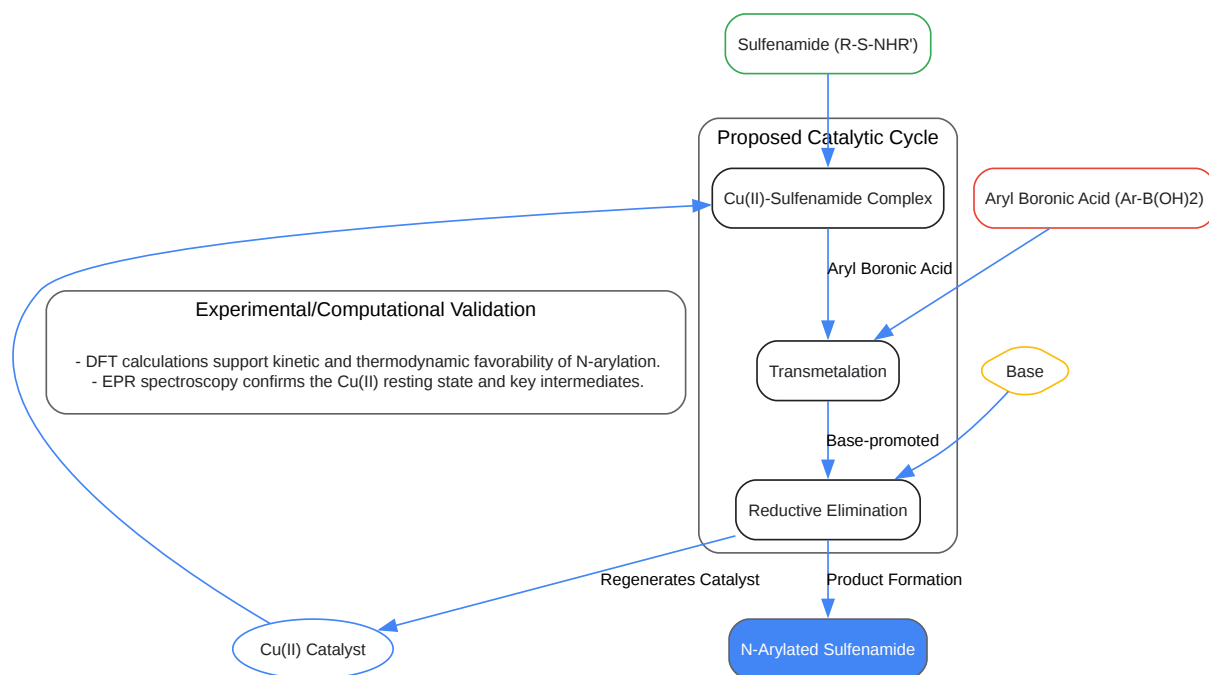 Sulfenamide (R-S-NHR')
Proposed Catalytic Cycle
Cu(II)-Sulfenamide Complex
Aryl Boronic Acid (Ar-B(OH)2)
Aryl Boronic Acid
Experimental/Computational Validation
- DFT calculations support kinetic and thermodynamic favorability of N-arylation.
- EPR spectroscopy confirms the Cu(II) resting state and key intermediates.
Transmetalation
Base
Base-promoted
Reductive Elimination
Regenerates Catalyst
Product Formation
Cu(II) Catalyst
N-Arylated Sulfenamide